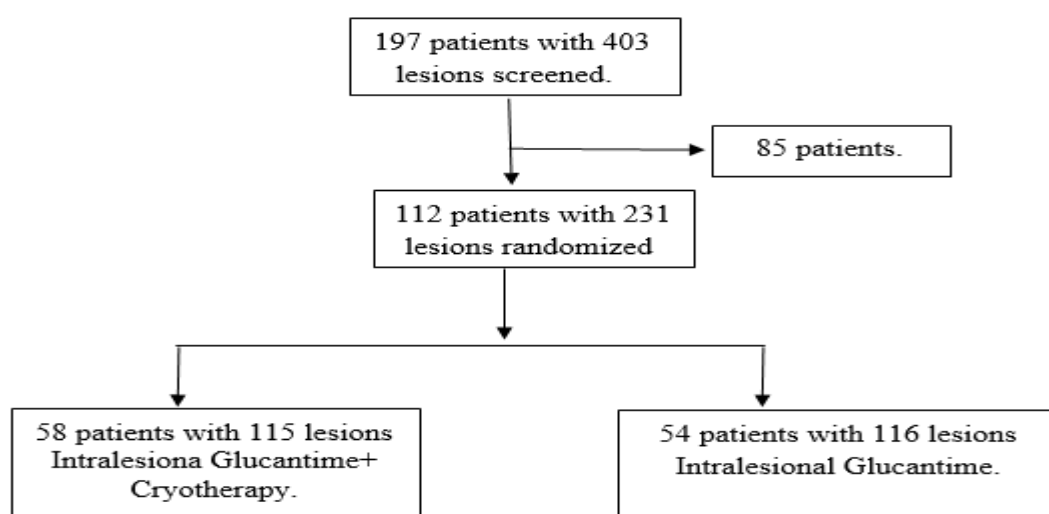 197 patients with 403
lesions screened.
85 patients.
112 patients with 231
lesions randomized
58 patients with 115 lesions
Intralesiona Glucantime+
Cryotherapy.
54 patients with 116 lesions
Intralesional Glucantime.